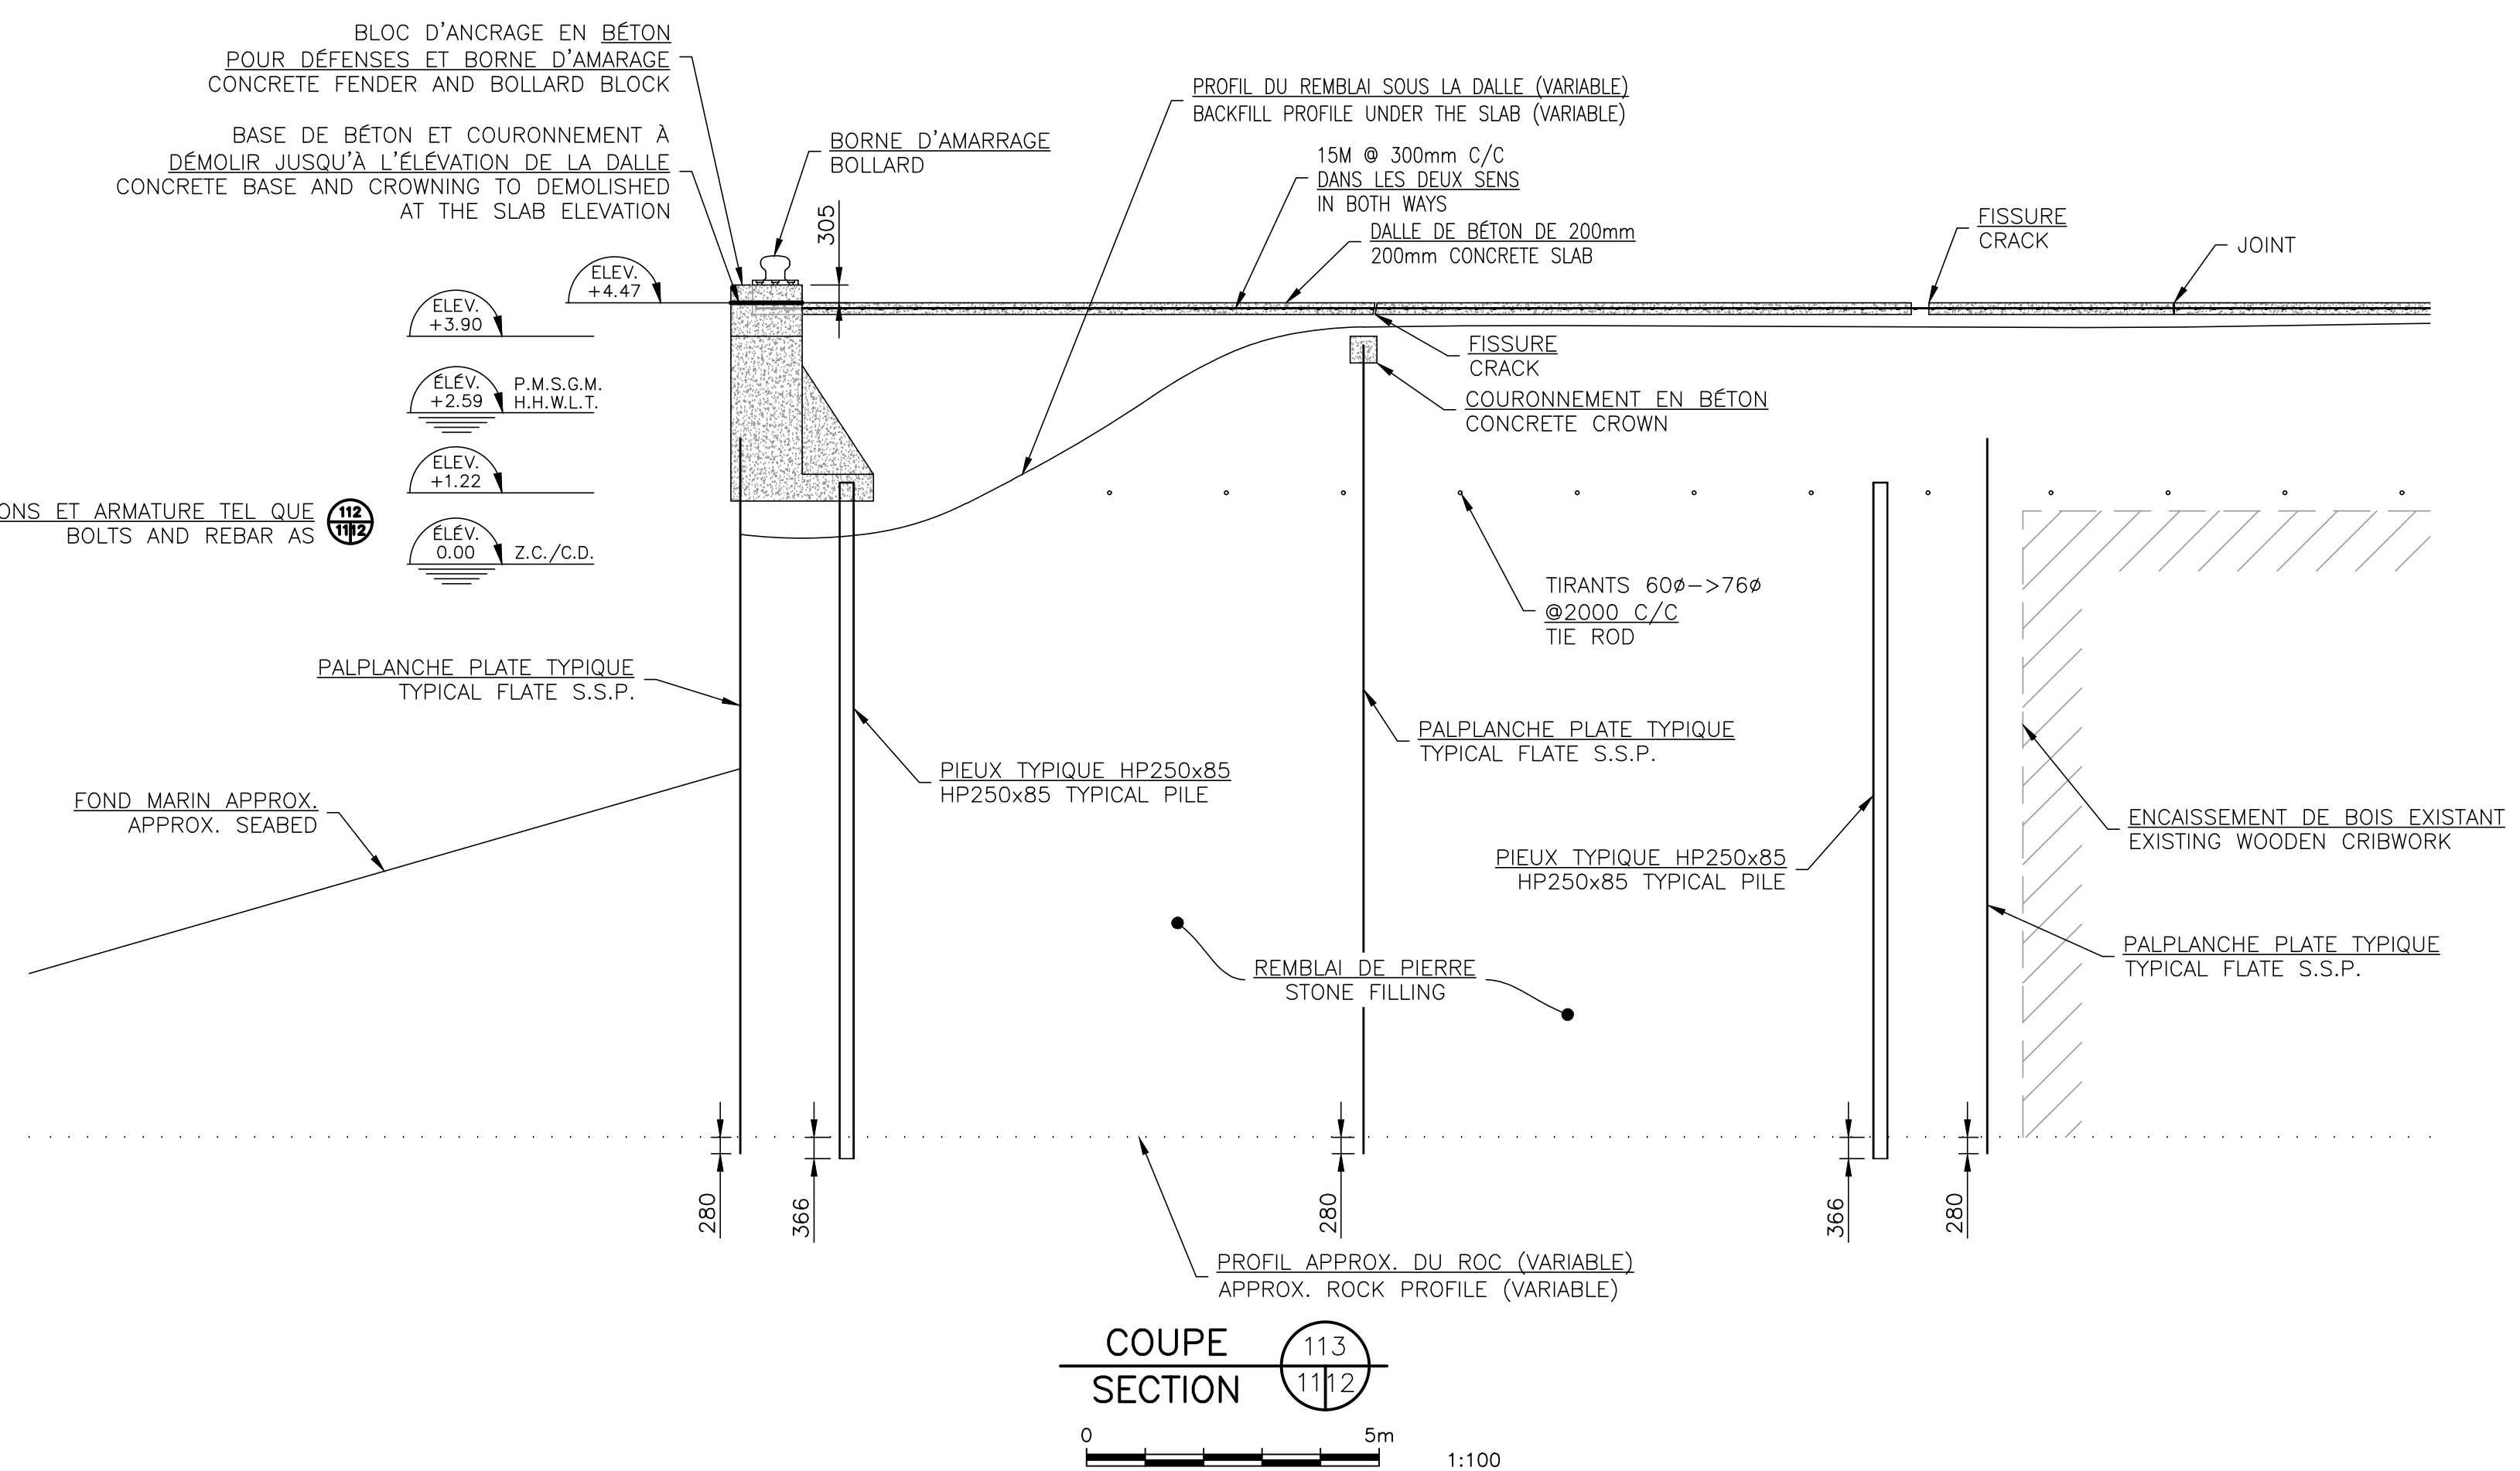 BLOC D'ANCRAGE EN BÉTON
POUR DÉFENSES ET BORNE D'AMARAGE
CONCRETE FENDER AND BOLLARD BLOCK
BASE DE BÉTON ET COURONNEMENT À
DÉMOLIR JUSQU'À L'ÉLÉVATION DE LA DALLE
CONCRETE BASE AND CROWNING TO DEMOLISHED
AT THE SLAB ELEVATION
BORNE D'AMARRAGE
BOLLARD
305
PROFIL DU REMBLAI SOUS LA DALLE (VARIABLE)
BACKFILL PROFILE UNDER THE SLAB (VARIABLE)
15M @ 300mm C/C
DANS LES DEUX SENS
IN BOTH WAYS
DALLE DE BÉTON DE 200mm
200mm CONCRETE SLAB
FISSURE
CRACK
JOINT
ELEV.
+4.47
ELEV.
+3.90
ÉLÉV.
+2.59
P.M.S.G.M.
H.H.W.L.T.
ELEV.
+1.22
ÉLÉV.
0.00
Z.C./C.D.
ONS ET ARMATURE TEL QUE
BOLTS AND REBAR AS
112
1112
FISSURE
CRACK
COURONNEMENT EN BÉTON
CONCRETE CROWN
TIRANTS 60ø->76ø
@2000 C/C
TIE ROD
PALPLANCHE PLATE TYPIQUE
TYPICAL FLATE S.S.P.
PALPLANCHE PLATE TYPIQUE
TYPICAL FLATE S.S.P.
PIEUX TYPIQUE HP250x85
HP250x85 TYPICAL PILE
FOND MARIN APPROX.
APPROX. SEABED
ENCAISSEMENT DE BOIS EXISTANT
EXISTING WOODEN CRIBWORK
PIEUX TYPIQUE HP250x85
HP250x85 TYPICAL PILE
PALPLANCHE PLATE TYPIQUE
TYPICAL FLATE S.S.P.
REMBLAI DE PIERRE
STONE FILLING
280
366
280
366
280
PROFIL APPROX. DU ROC (VARIABLE)
APPROX. ROCK PROFILE (VARIABLE)
COUPE
SECTION
113
1112
0 5m
1:100